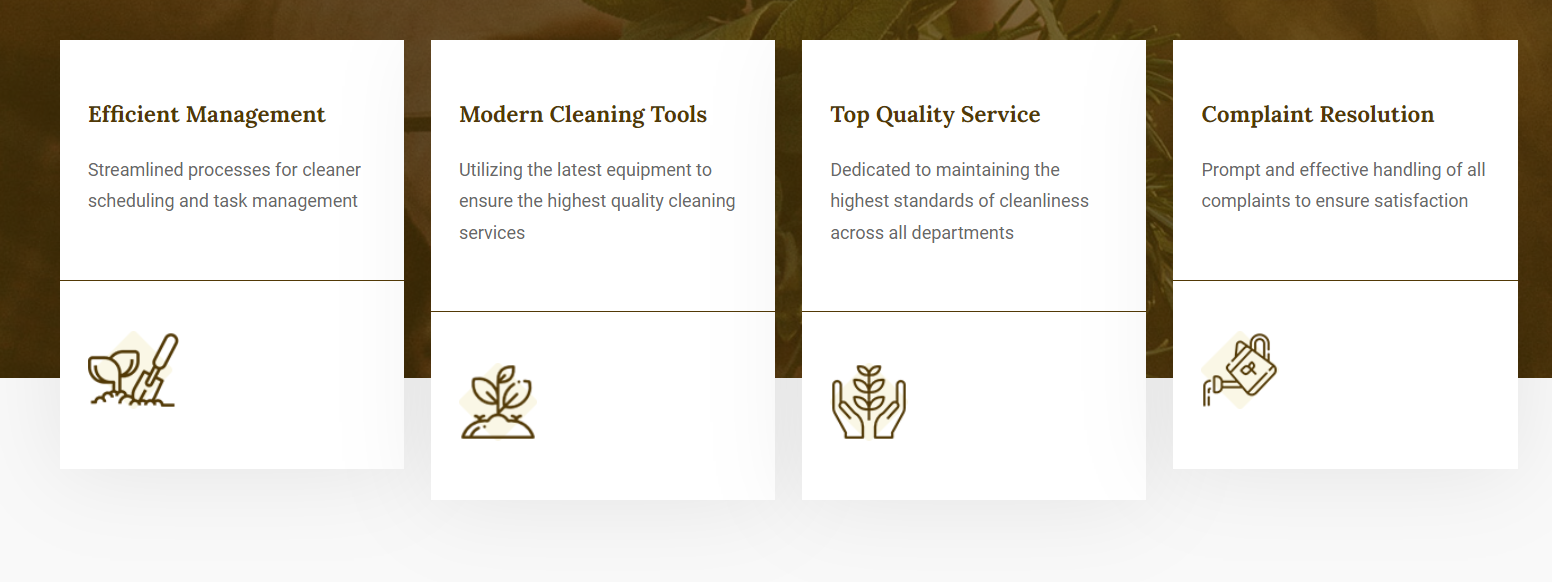 Efficient Management
Streamlined processes for cleaner
scheduling and task management
Modern Cleaning Tools
Utilizing the latest equipment to
ensure the highest quality cleaning
services
Top Quality Service
Dedicated to maintaining the
highest standards of cleanliness
across all departments
Complaint Resolution
Prompt and effective handling of all
complaints to ensure satisfaction